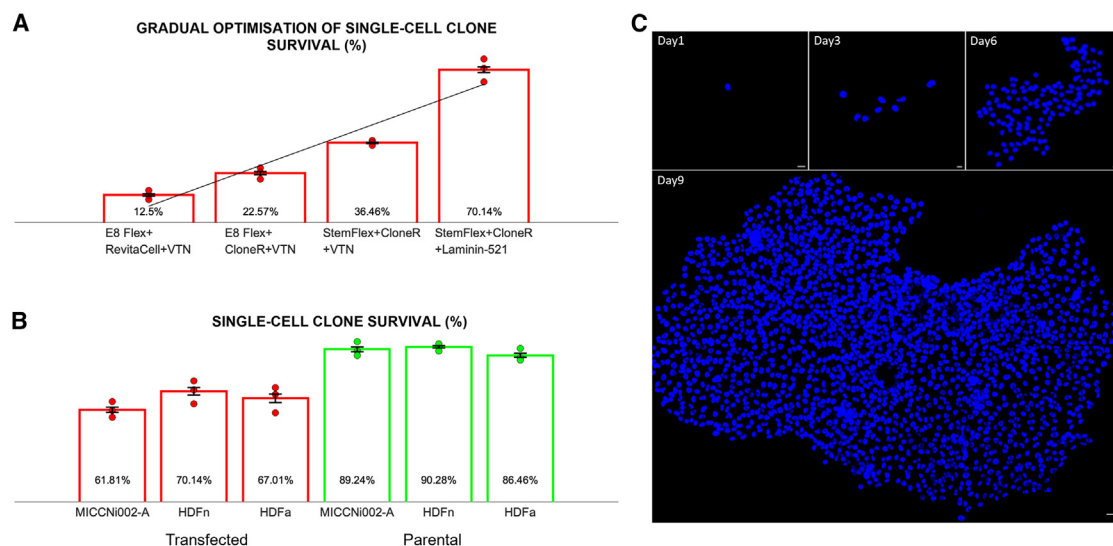 A
GRADUAL OPTIMISATION OF SINGLE-CELL CLONE
SURVIVAL (%)
12.5%
22.57%
36.46%
70.14%
E8 Flex+
RevitaCell+VTN
E8 Flex+
CloneR+VTN
StemFlex+CloneR
+VTN
StemFlex+CloneR
+Laminin-521
B
SINGLE-CELL CLONE SURVIVAL (%)
61.81%
70.14%
67.01%
89.24%
90.28%
86.46%
MICCNi002-A
HDFn
HDFa
MICCNi002-A
HDFn
HDFa
Transfected
Parental
C
Day1
Day3
Day6
Day9